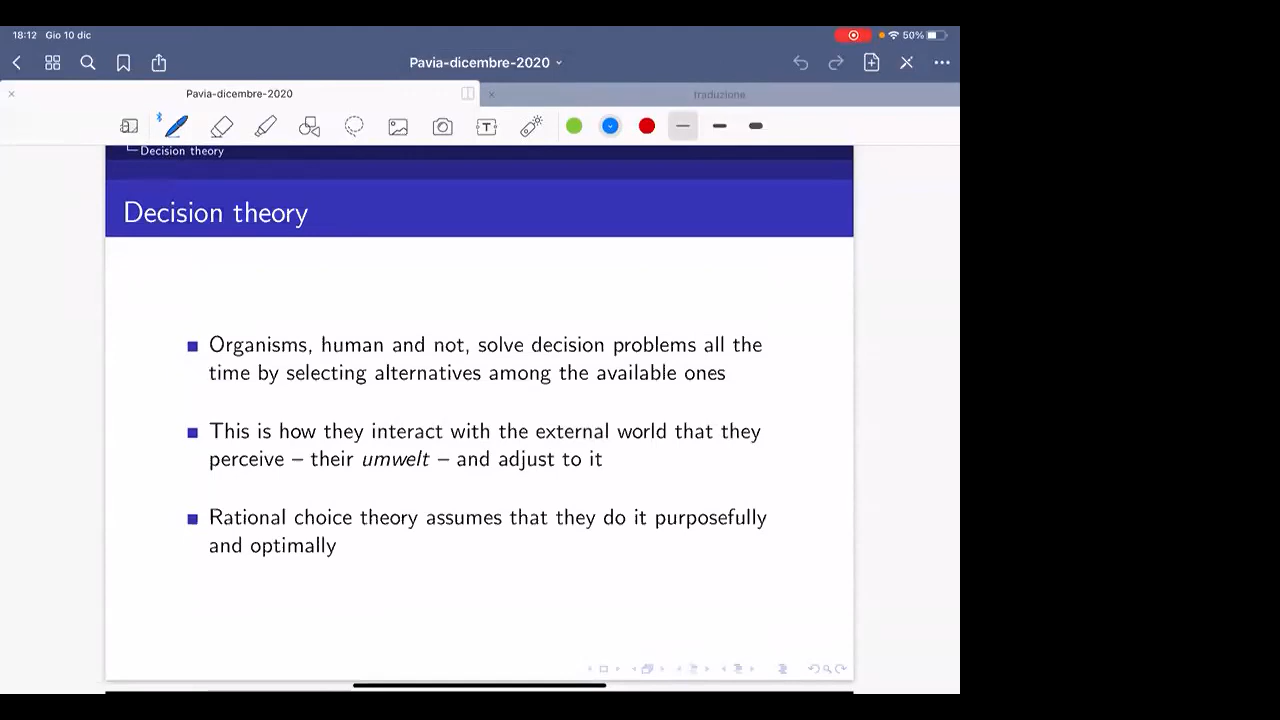 18:12 Gio 10 dic
50%
Pavia-dicembre-2020
Pavia-dicembre-2020
traduzione
T
Decision theory
Decision theory
Organisms, human and not, solve decision problems all the
time by selecting alternatives among the available ones
This is how they interact with the external world that they
perceive – their umwelt – and adjust to it
Rational choice theory assumes that they do it purposefully
and optimally